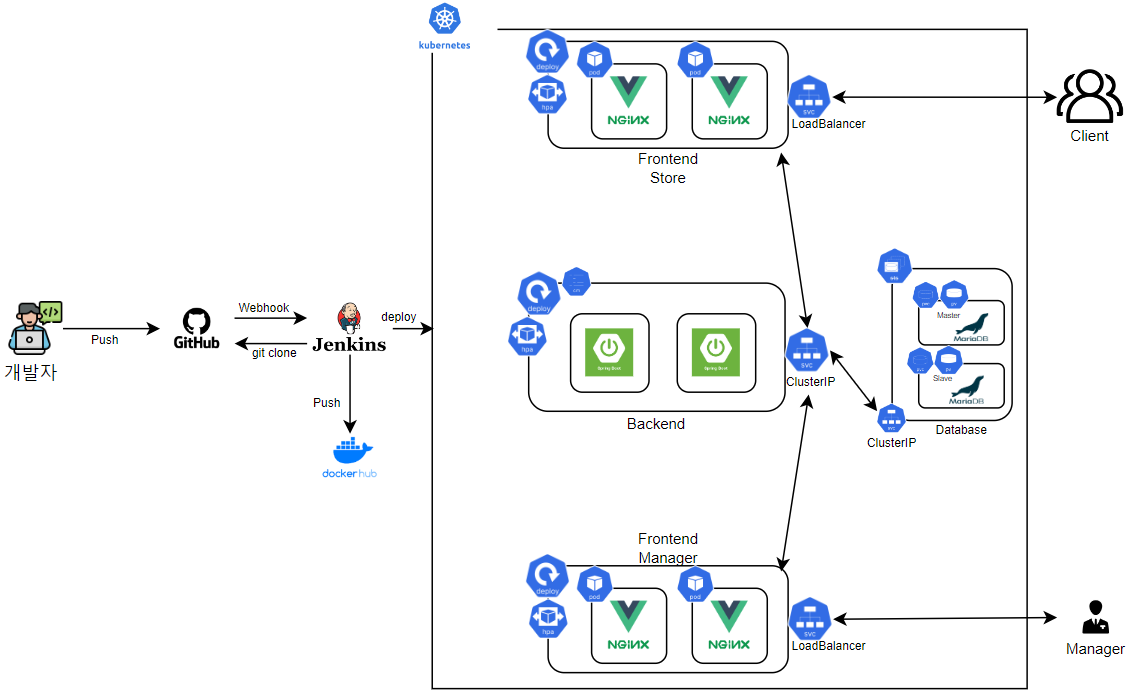 kubernetes
deploy
pod
pod
hpa
NGiNX
NGiNX
svc
LoadBalancer
Client
Frontend
Store
개발자
Push
GitHub
Webhook
git clone
Jenkins
deploy
Push
docker hub
deploy
cm
hpa
Spring Boot
Spring Boot
svc
ClusterIP
Backend
sts
pvc
pv
Master
MariaDB
pvc
pv
Slave
MariaDB
svc
ClusterIP
Database
Frontend
Manager
deploy
pod
pod
hpa
NGiNX
NGiNX
svc
LoadBalancer
Manager